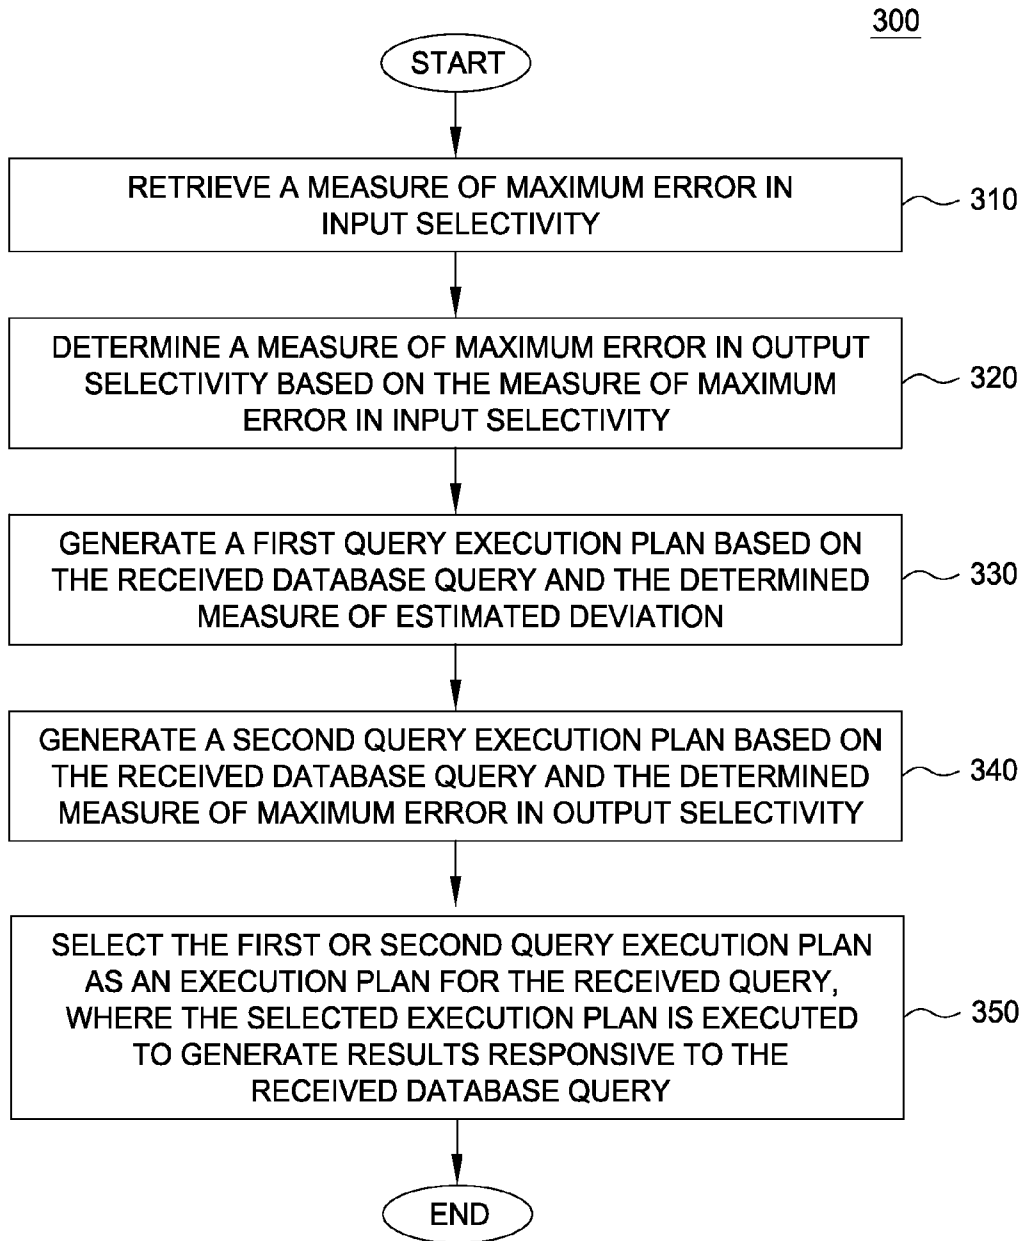 300
START
RETRIEVE A MEASURE OF MAXIMUM ERROR IN
INPUT SELECTIVITY
310
DETERMINE A MEASURE OF MAXIMUM ERROR IN OUTPUT
SELECTIVITY BASED ON THE MEASURE OF MAXIMUM
ERROR IN INPUT SELECTIVITY
320
GENERATE A FIRST QUERY EXECUTION PLAN BASED ON
THE RECEIVED DATABASE QUERY AND THE DETERMINED
MEASURE OF ESTIMATED DEVIATION
330
GENERATE A SECOND QUERY EXECUTION PLAN BASED ON
THE RECEIVED DATABASE QUERY AND THE DETERMINED
MEASURE OF MAXIMUM ERROR IN OUTPUT SELECTIVITY
340
SELECT THE FIRST OR SECOND QUERY EXECUTION PLAN
AS AN EXECUTION PLAN FOR THE RECEIVED QUERY,
WHERE THE SELECTED EXECUTION PLAN IS EXECUTED
TO GENERATE RESULTS RESPONSIVE TO THE
RECEIVED DATABASE QUERY
350
END